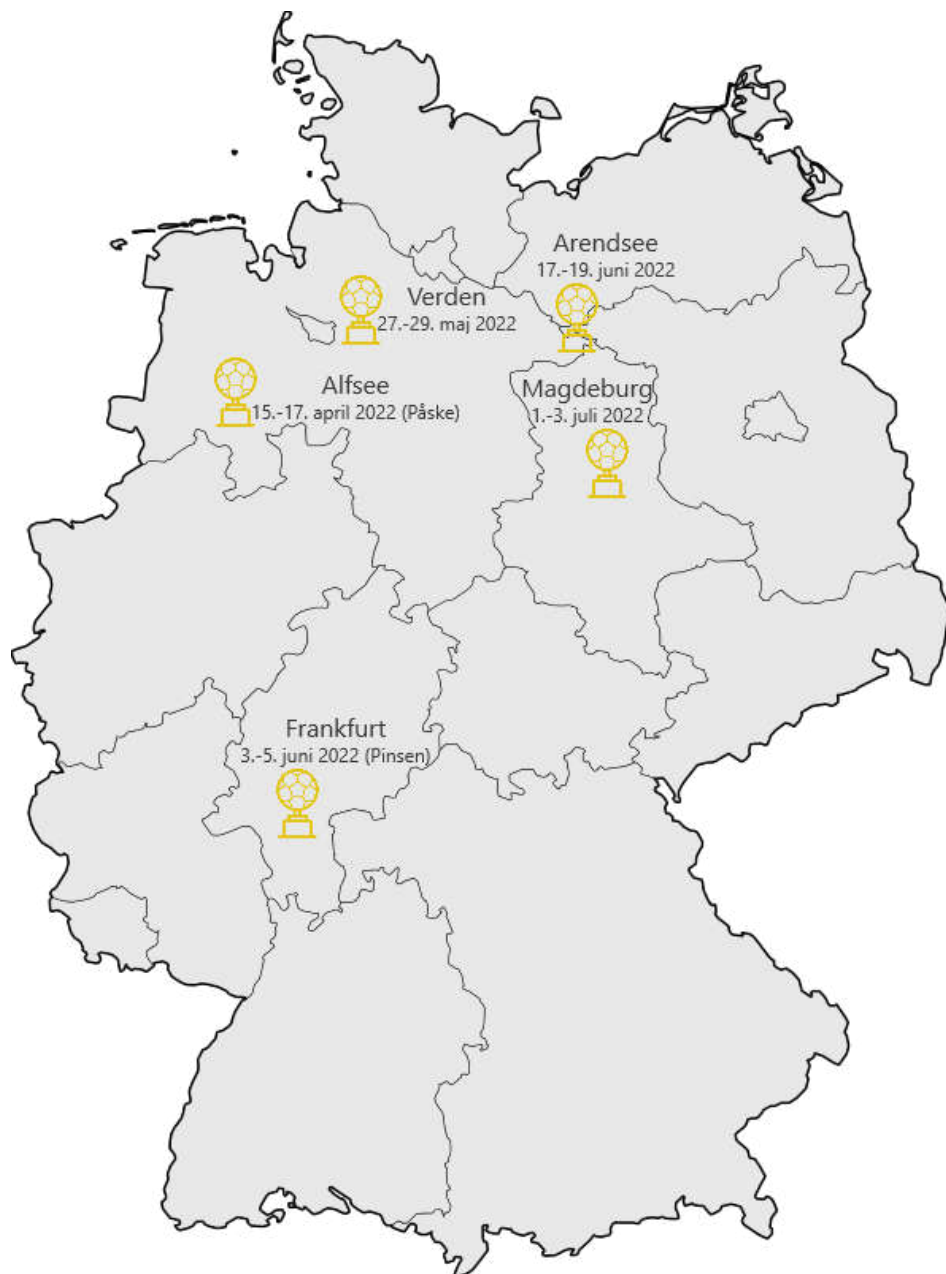 Arendsee
17.-19. juni 2022
Verden
27.-29. maj 2022
Alfsee
15.-17. april 2022 (Påske)
Magdeburg
1.-3. juli 2022
Frankfurt
3.-5. juni 2022 (Pinsen)